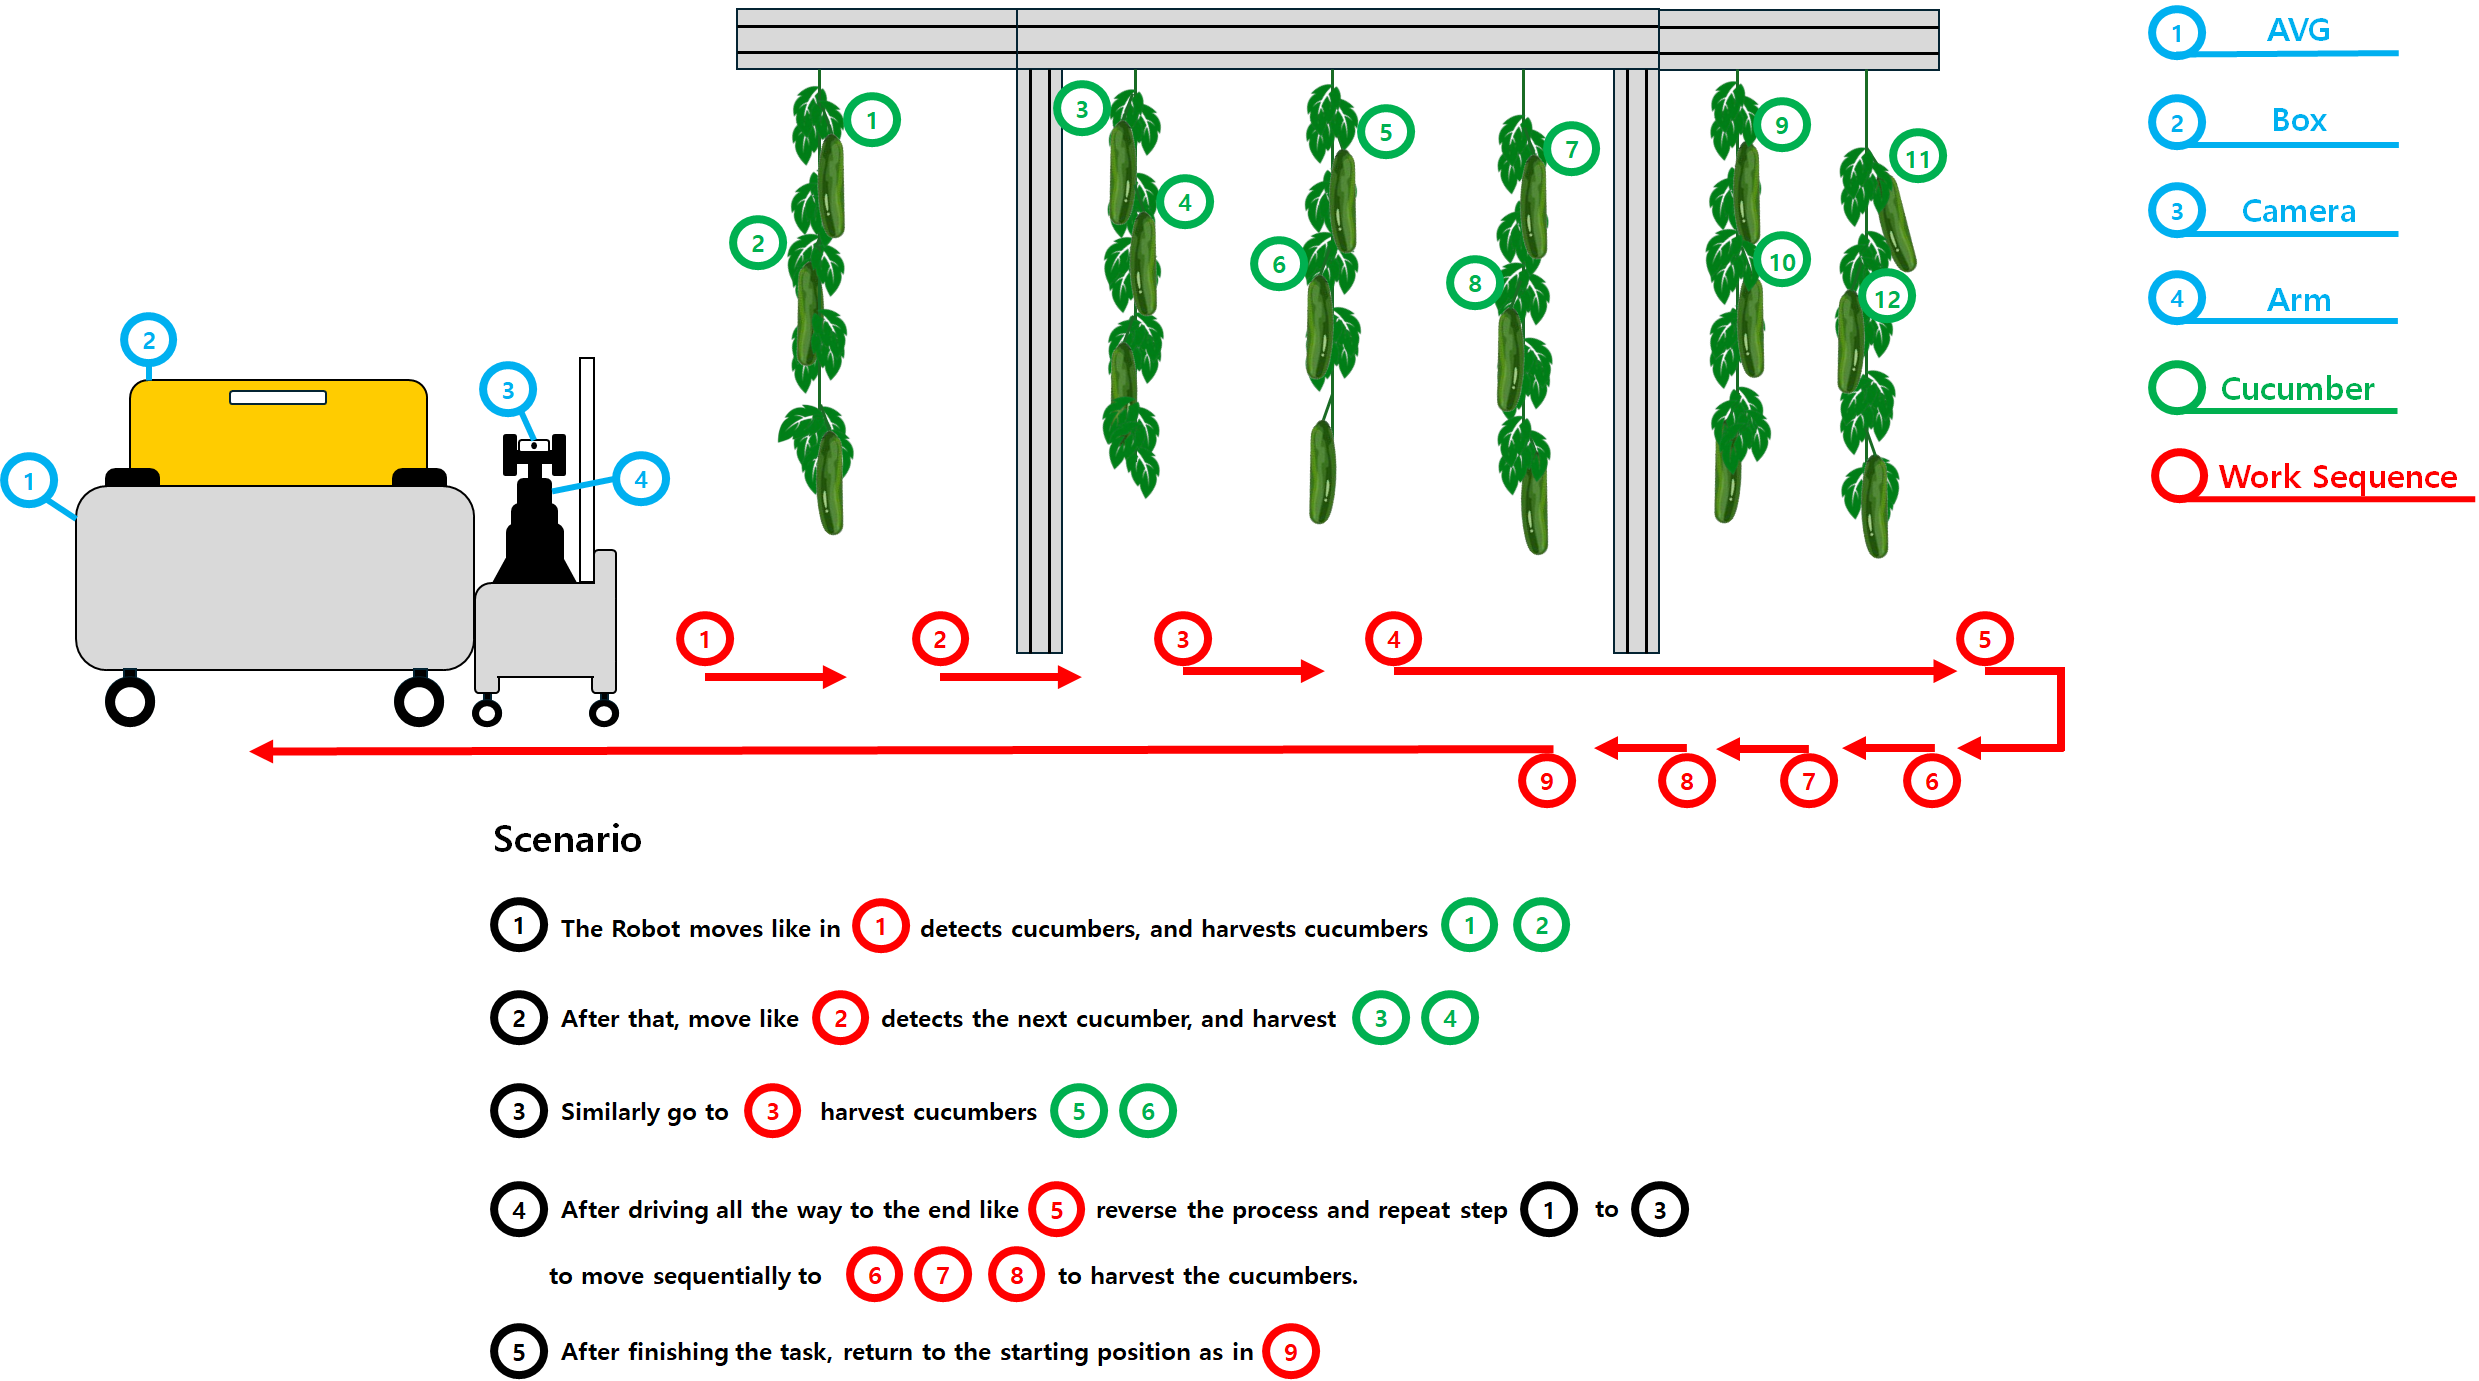 1 AVG
2 Box
3 Camera
4 Arm
Cucumber
Work Sequence
1
2
3
4
5
6
7
8
9
10
11
12
1
2
3
4
1 2 3 4 5
9 8 7 6
Scenario
1 The Robot moves like in 1 detects cucumbers, and harvests cucumbers 1 2
2 After that, move like 2 detects the next cucumber, and harvest 3 4
3 Similarly go to 3 harvest cucumbers 5 6
4 After driving all the way to the end like 5 reverse the process and repeat step 1 to 3
to move sequentially to 6 7 8 to harvest the cucumbers.
5 After finishing the task, return to the starting position as in 9